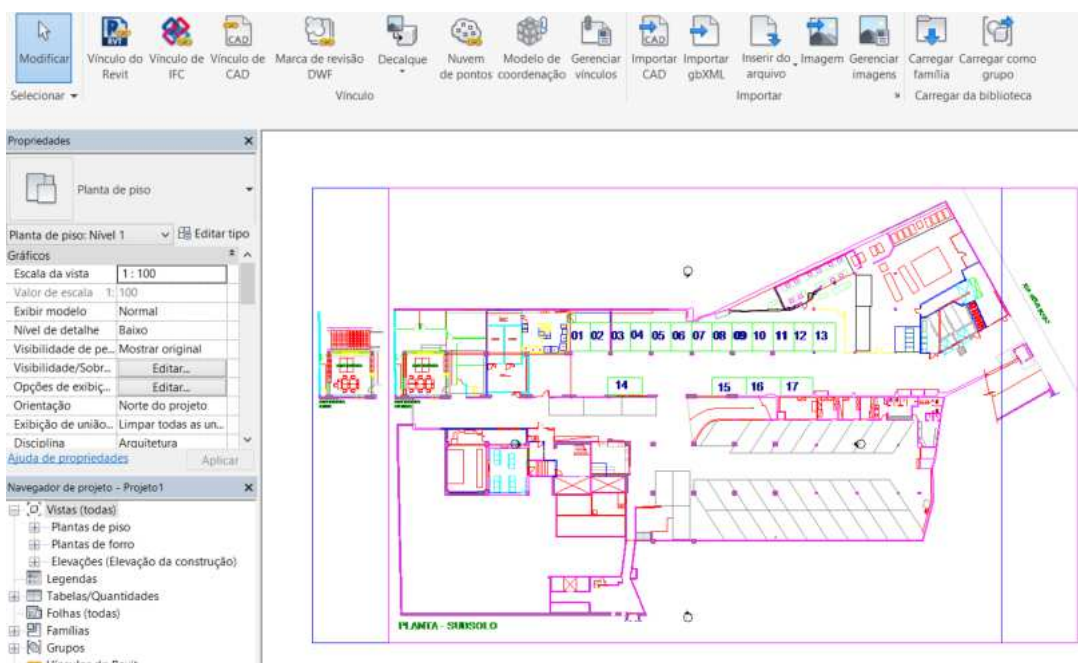 Modificar
Vínculo do Revit
Vínculo de IFC
Vínculo de CAD
Marca de revisão DWF
Decalque
Nuvem de pontos
Modelo de coordenação
Gerenciar vínculos
Importar CAD
Importar gbXML
Inserir do arquivo
Imagem
Gerenciar imagens
Carregar família
Carregar como grupo
Selecionar
Vínculo
Importar
Carregar da biblioteca
Propriedades
Planta de piso
Planta de piso: Nível 1
Editar tipo
Gráficos
Escala da vista 1 : 100
Valor de escala 1: 100
Exibir modelo Normal
Nível de detalhe Baixo
Visibilidade de pe... Mostrar original
Visibilidade/Sobr... Editar...
Opções de exibiç... Editar...
Orientação Norte do projeto
Exibição de união... Limpar todas as un...
Disciplina Arquitetura
Ajuda de propriedades Aplicar
Navegador de projeto - Projeto1
Vistas (todas)
Plantas de piso
Plantas de forro
Elevações (Elevação da construção)
Legendas
Tabelas/Quantidades
Folhas (todas)
Famílias
Grupos
Vínculos do Revit
01 02 03 04 05 06 07 08 09 10 11 12 13
14 15 16 17
PLANTA - SUBSOLO